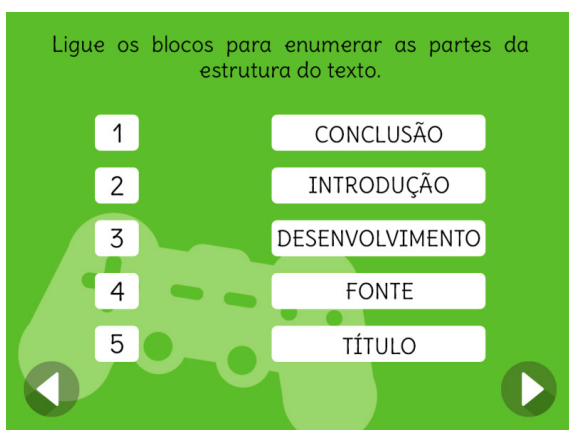 Ligue os blocos para enumerar as partes da
estrutura do texto.
1 CONCLUSÃO
2 INTRODUÇÃO
3 DESENVOLVIMENTO
4 FONTE
5 TÍTULO